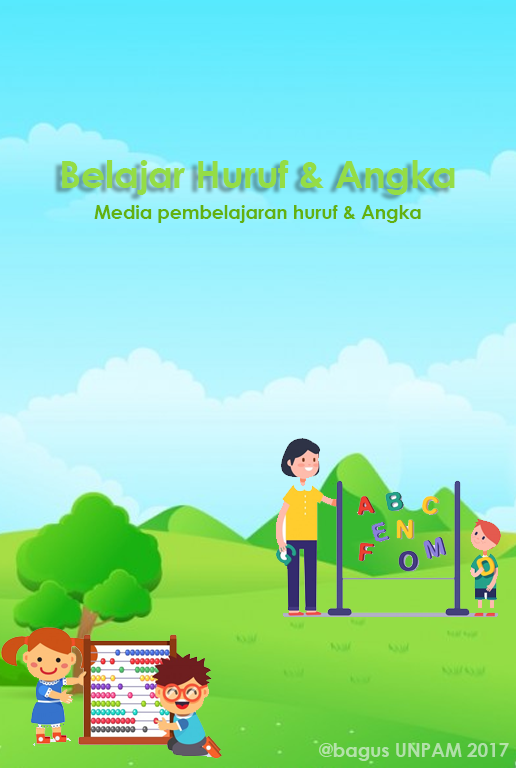 Belajar Huruf & Angka
Media pembelajaran huruf & Angka
A B C
E N
F O M
D
@bagus UNPAM 2017